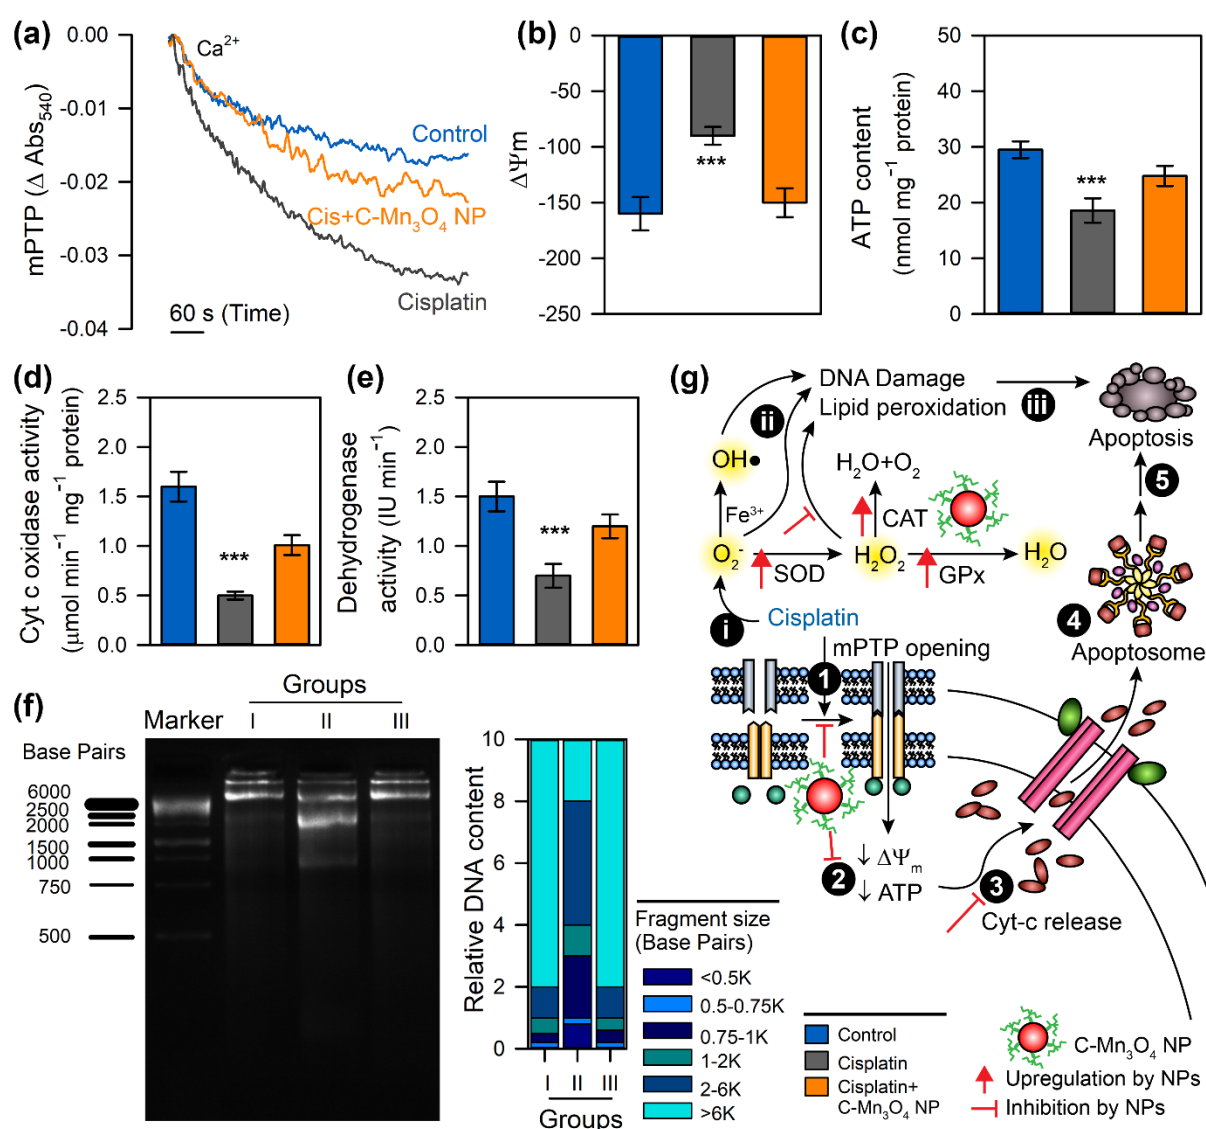 (a)
0.00
-0.01
-0.02
-0.03
-0.04
mPTP (Δ Abs₅₄₀)
Ca²⁺
Control
Cis+C-Mn₃O₄ NP
Cisplatin
60 s (Time)
(b)
0
-50
-100
-150
-200
-250
ΔΨm
***
(c)
50
40
30
20
10
0
ATP content
(nmol mg⁻¹ protein)
***
(d)
2.5
2.0
1.5
1.0
0.5
0.0
Cyt c oxidase activity
(μmol min⁻¹ mg⁻¹ protein)
***
(e)
2.5
2.0
1.5
1.0
0.5
0.0
Dehydrogenase
activity (IU min⁻¹)
***
(f)
Groups
Marker I II III
Base Pairs
6000
2500
2000
1500
1000
750
500
10
8
6
4
2
0
Relative DNA content
I II III
Groups
Fragment size
(Base Pairs)
<0.5K
0.5-0.75K
0.75-1K
1-2K
2-6K
>6K
(g)
DNA Damage
Lipid peroxidation
ii
iii
Apoptosis
OH•
H₂O+O₂
5
Fe³⁺
CAT
O₂⁻
SOD
H₂O₂
GPx
H₂O
i
Cisplatin
4
mPTP opening
Apoptosome
1
2
↓ ΔΨₘ
↓ ATP
3
Cyt-c release
Control
Cisplatin
Cisplatin+
C-Mn₃O₄ NP
C-Mn₃O₄ NP
Upregulation by NPs
Inhibition by NPs